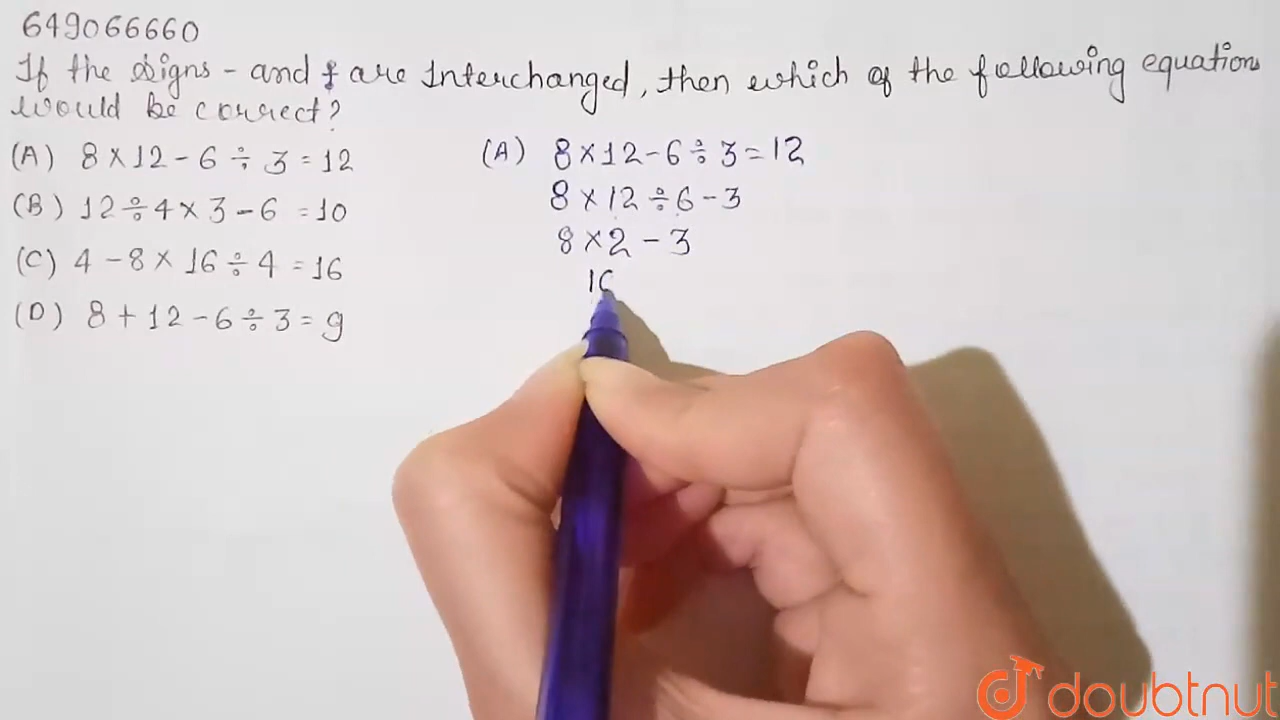 649066660
If the signs - and ÷ are Interchanged, then which of the following equations
would be correct?
(A) 8 × 12 - 6 ÷ 3 = 12
(B) 12 ÷ 4 × 3 - 6 = 10
(C) 4 - 8 × 16 ÷ 4 = 16
(D) 8 + 12 - 6 ÷ 3 = 9
(A) 8 × 12 - 6 ÷ 3 = 12
8 × 12 ÷ 6 - 3
8 × 2 - 3
doubtnut